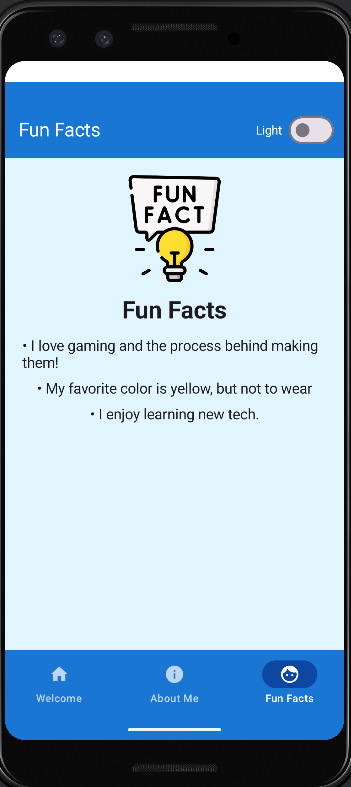 Fun Facts
Light
FUN
FACT
Fun Facts
• I love gaming and the process behind making
them!
• My favorite color is yellow, but not to wear
• I enjoy learning new tech.
Welcome
About Me
Fun Facts